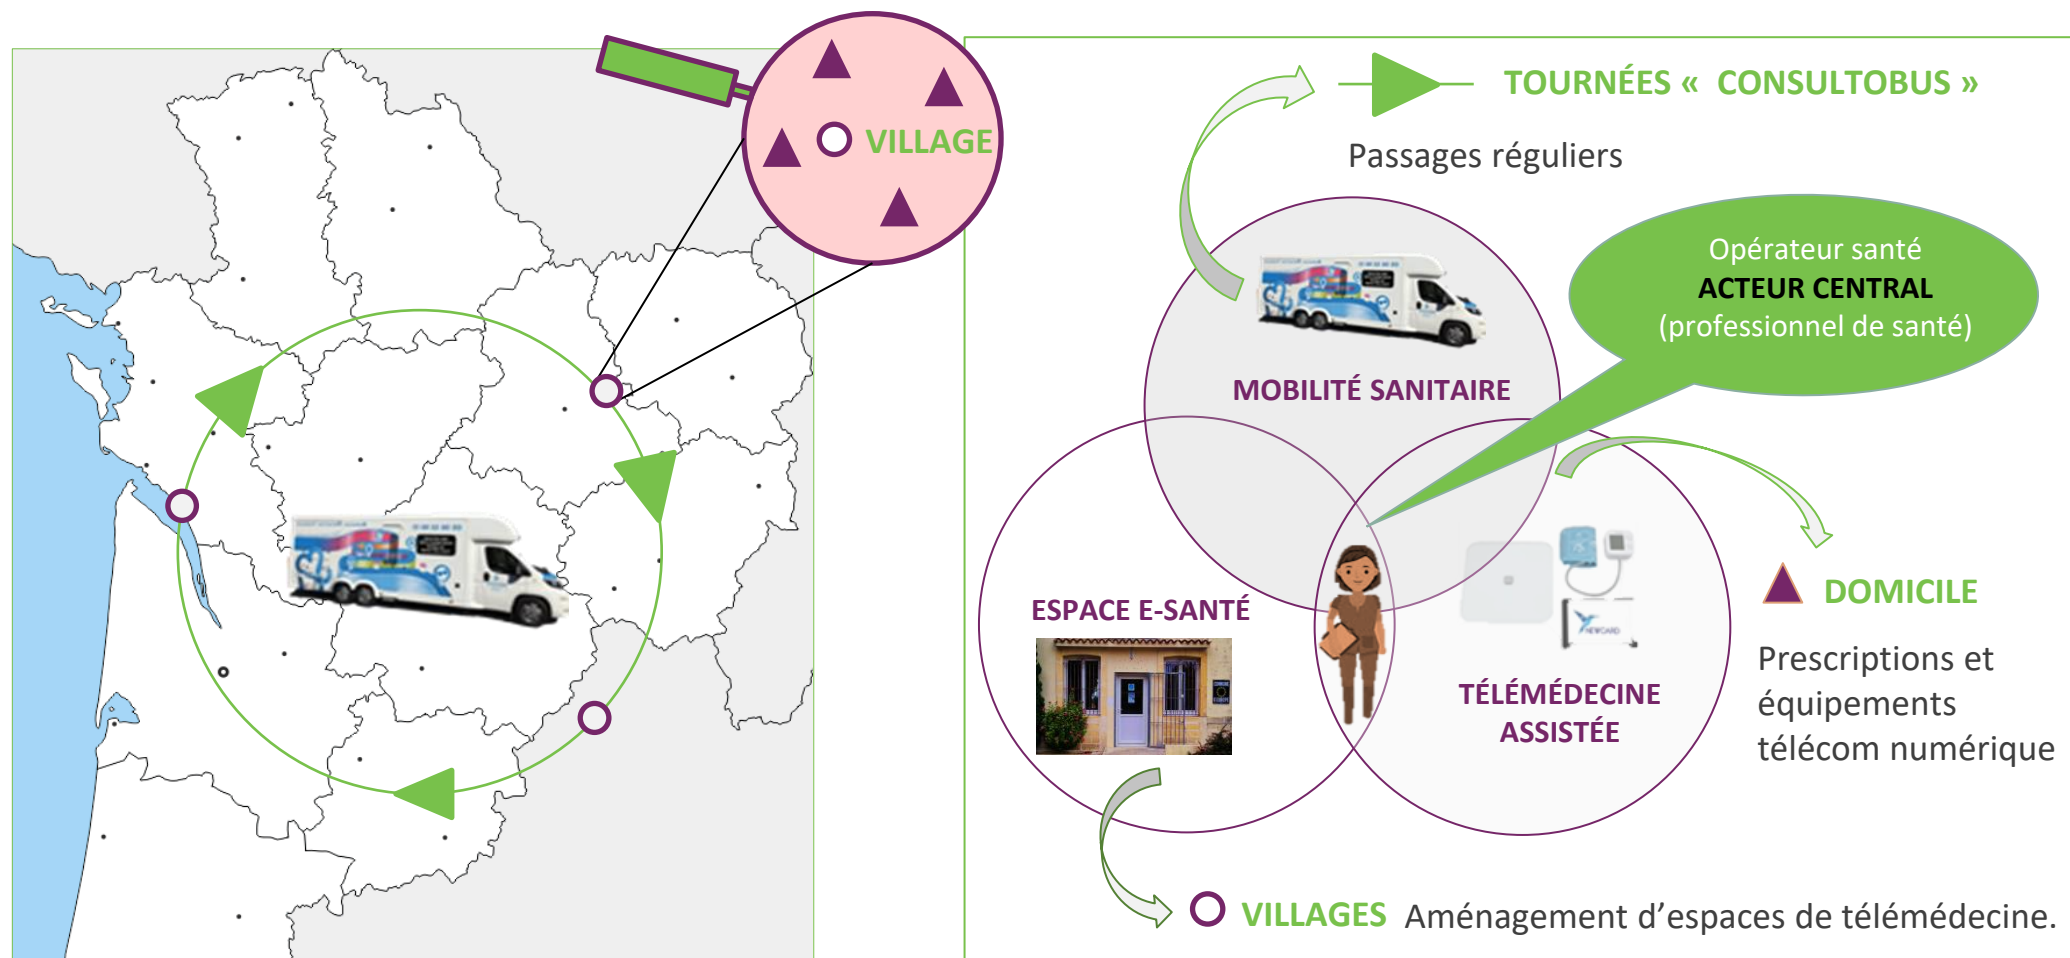 VILLAGE
TOURNÉES «  CONSULTOBUS »
Passages réguliers
Opérateur santé
ACTEUR CENTRAL
(professionnel de santé)
MOBILITÉ SANITAIRE
ESPACE E-SANTÉ
NEWCARD
TÉLÉMÉDECINE
ASSISTÉE
DOMICILE
Prescriptions et
équipements
télécom numérique
VILLAGES Aménagement d’espaces de télémédecine.